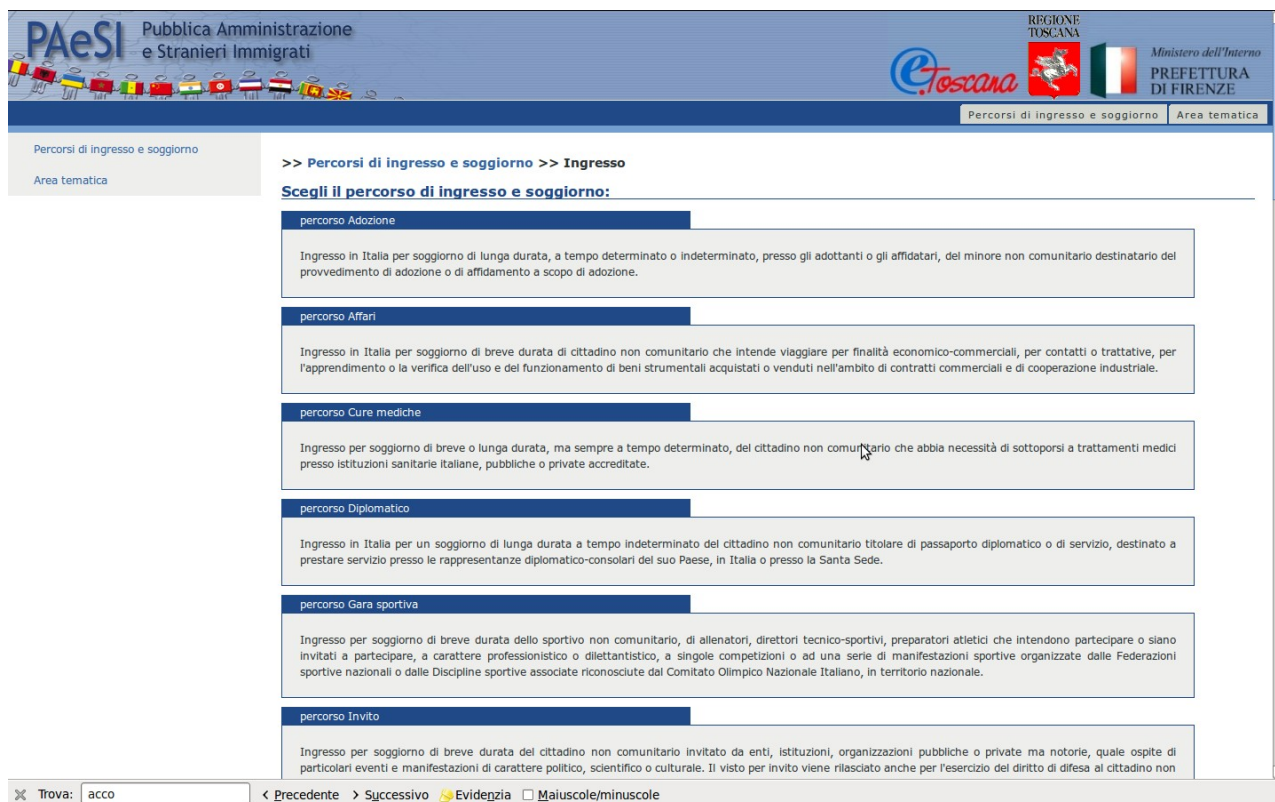 PAeSI
Pubblica Amministrazione
e Stranieri Immigrati
e.Toscana
REGIONE
TOSCANA
Ministero dell'Interno
PREFETTURA
DI FIRENZE
Percorsi di ingresso e soggiorno
Area tematica
Percorsi di ingresso e soggiorno
Area tematica
>> Percorsi di ingresso e soggiorno >> Ingresso
Scegli il percorso di ingresso e soggiorno:
percorso Adozione
Ingresso in Italia per soggiorno di lunga durata, a tempo determinato o indeterminato, presso gli adottanti o gli affidatari, del minore non comunitario destinatario del
provvedimento di adozione o di affidamento a scopo di adozione.
percorso Affari
Ingresso in Italia per soggiorno di breve durata di cittadino non comunitario che intende viaggiare per finalità economico-commerciali, per contatti o trattative, per
l'apprendimento o la verifica dell'uso e del funzionamento di beni strumentali acquistati o venduti nell'ambito di contratti commerciali e di cooperazione industriale.
percorso Cure mediche
Ingresso per soggiorno di breve o lunga durata, ma sempre a tempo determinato, del cittadino non comunitario che abbia necessità di sottoporsi a trattamenti medici
presso istituzioni sanitarie italiane, pubbliche o private accreditate.
percorso Diplomatico
Ingresso in Italia per un soggiorno di lunga durata a tempo indeterminato del cittadino non comunitario titolare di passaporto diplomatico o di servizio, destinato a
prestare servizio presso le rappresentanze diplomatico-consolari del suo Paese, in Italia o presso la Santa Sede.
percorso Gara sportiva
Ingresso per soggiorno di breve durata dello sportivo non comunitario, di allenatori, direttori tecnico-sportivi, preparatori atletici che intendono partecipare o siano
invitati a partecipare, a carattere professionistico o dilettantistico, a singole competizioni o ad una serie di manifestazioni sportive organizzate dalle Federazioni
sportive nazionali o dalle Discipline sportive associate riconosciute dal Comitato Olimpico Nazionale Italiano, in territorio nazionale.
percorso Invito
Ingresso per soggiorno di breve durata del cittadino non comunitario invitato da enti, istituzioni, organizzazioni pubbliche o private ma notorie, quale ospite di
particolari eventi e manifestazioni di carattere politico, scientifico o culturale. Il visto per invito viene rilasciato anche per l'esercizio del diritto di difesa al cittadino non
Trova: acco Precedente Successivo Evidenzia Maiuscole/minuscole